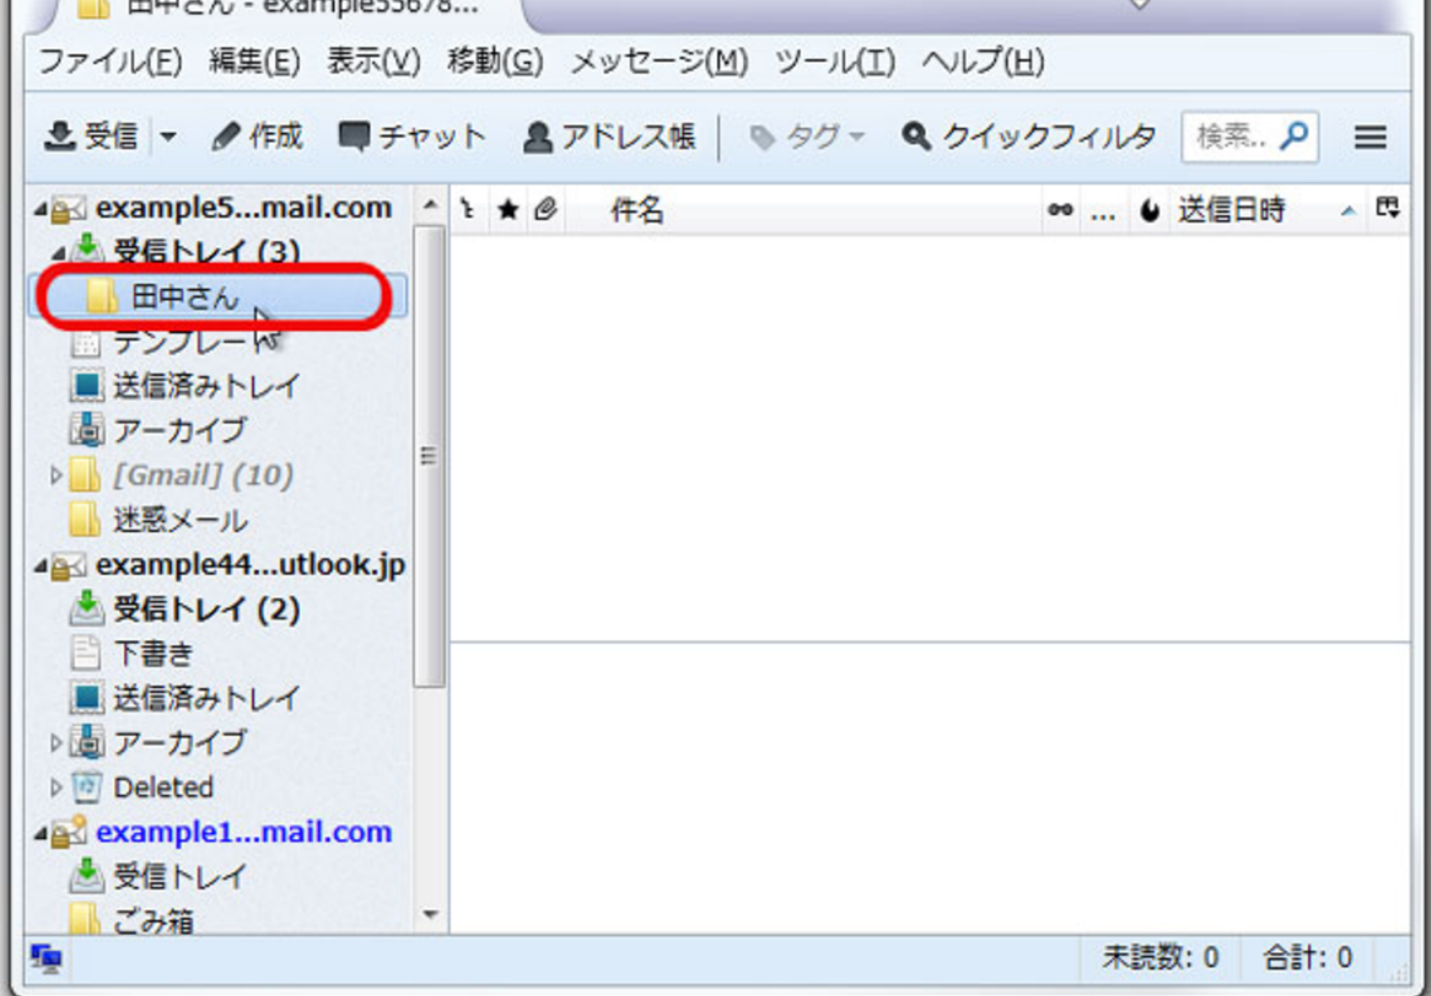 田中さん - example55678...
ファイル(F) 編集(E) 表示(V) 移動(G) メッセージ(M) ツール(T) ヘルプ(H)
受信 作成 チャット アドレス帳 タグ クイックフィルタ 検索..
example5...mail.com
件名 ... 送信日時
受信トレイ (3)
田中さん
テンプレート
送信済みトレイ
アーカイブ
[Gmail] (10)
迷惑メール
example44...utlook.jp
受信トレイ (2)
下書き
送信済みトレイ
アーカイブ
Deleted
example1...mail.com
受信トレイ
ごみ箱
未読数: 0 合計: 0